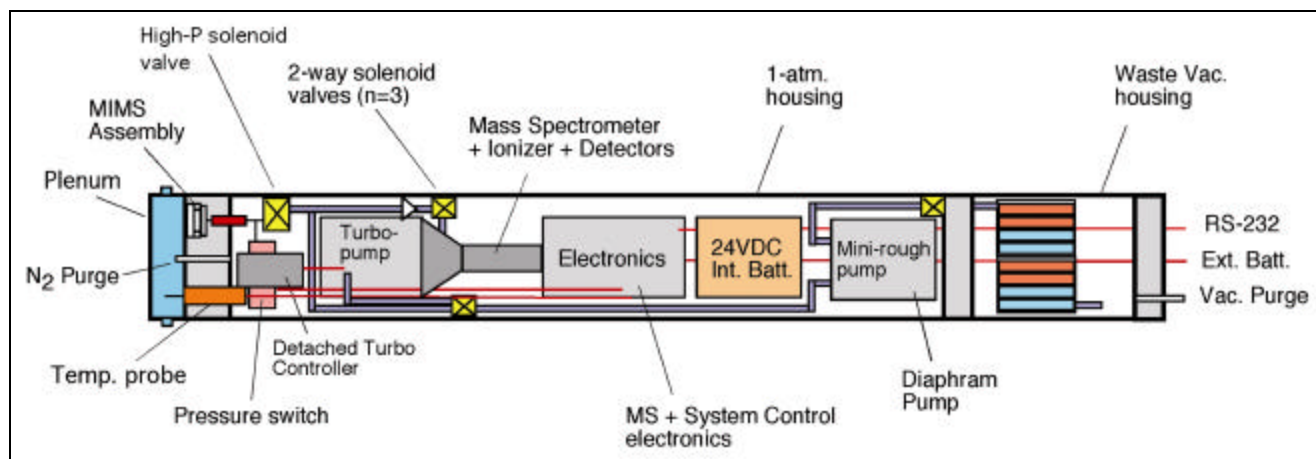 High-P solenoid
valve
2-way solenoid
valves (n=3)
1-atm.
housing
Waste Vac.
housing
MIMS
Assembly
Mass Spectrometer
+ Ionizer + Detectors
Plenum
Turbo-
pump
Electronics
24VDC
Int. Batt.
Mini-rough
pump
RS-232
N2 Purge
Ext. Batt.
Vac. Purge
Temp. probe
Detached Turbo
Controller
Pressure switch
MS + System Control
electronics
Diaphram
Pump